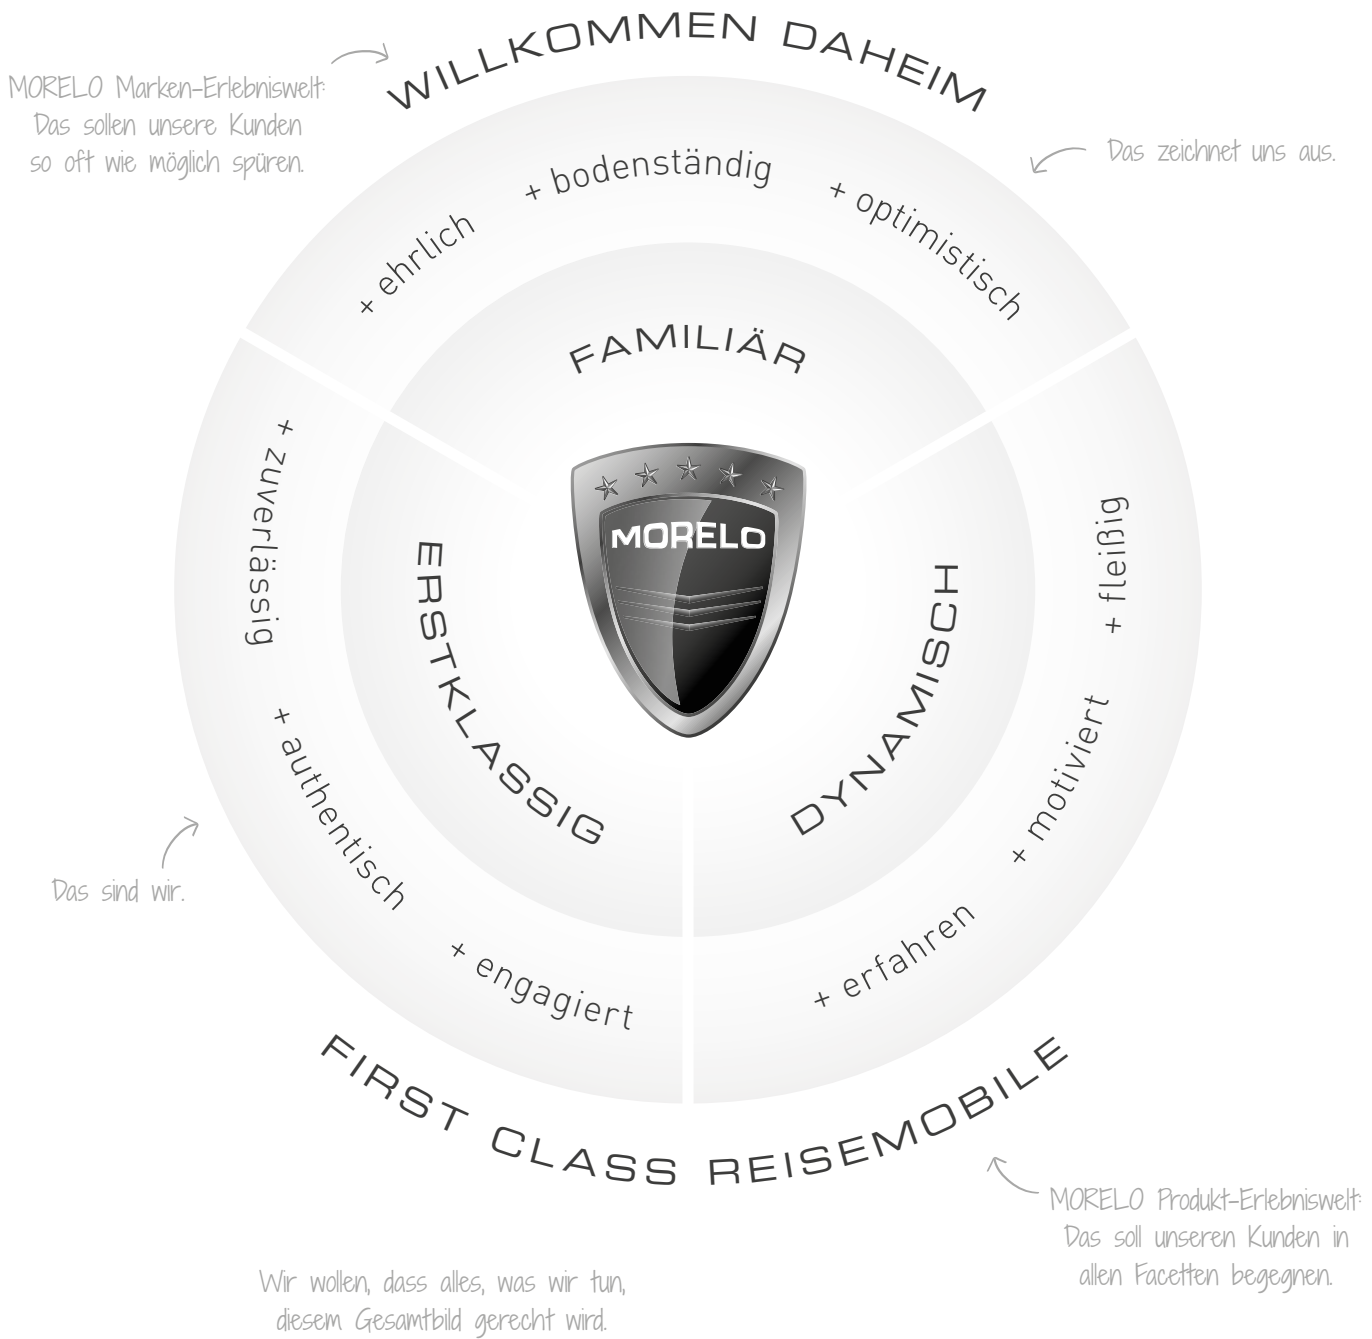 WILLKOMMEN DAHEIM
MORELO Marken-Erlebniswelt:
Das sollen unsere Kunden
so oft wie möglich spüren.
Das zeichnet uns aus.
+ ehrlich
+ bodenständig
+ optimistisch
FAMILIÄR
MORELO
+ zuverlässig
+ authentisch
+ engagiert
ERSTKLASSIG
DYNAMISCH
+ fleißig
+ motiviert
+ erfahren
Das sind wir.
FIRST CLASS REISEMOBILE
MORELO Produkt-Erlebniswelt:
Das soll unseren Kunden in
allen Facetten begegnen.
Wir wollen, dass alles, was wir tun,
diesem Gesamtbild gerecht wird.